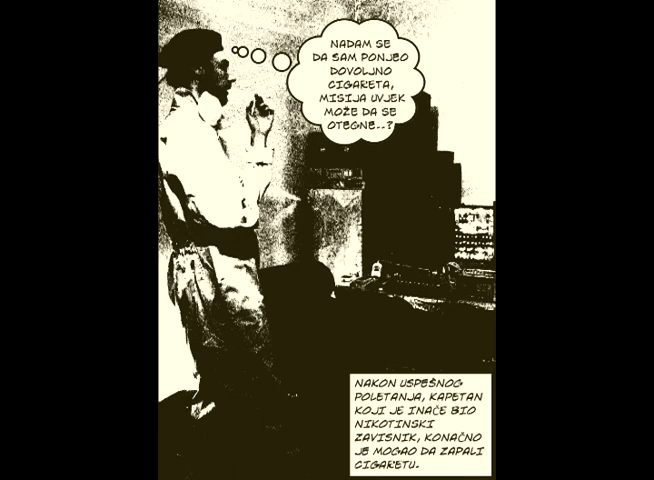 NADAM SE
DA SAM PONJEO
DOVOLJNO
CIGARETA,
MISIJA UVJEK
MOŽE DA SE
OTEGNE..?
NAKON USPEŠNOG
POLETANJA, KAPETAN
KOJI JE INAČE BIO
NIKOTINSKI
ZAVISNIK, KONAČNO
JE MOGAO DA ZAPALI
CIGARETU.